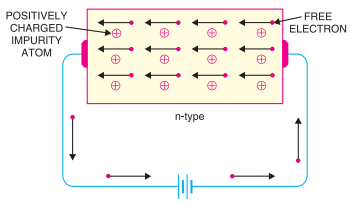 POSITIVELY
CHARGED
IMPURITY
ATOM
FREE
ELECTRON
n-type